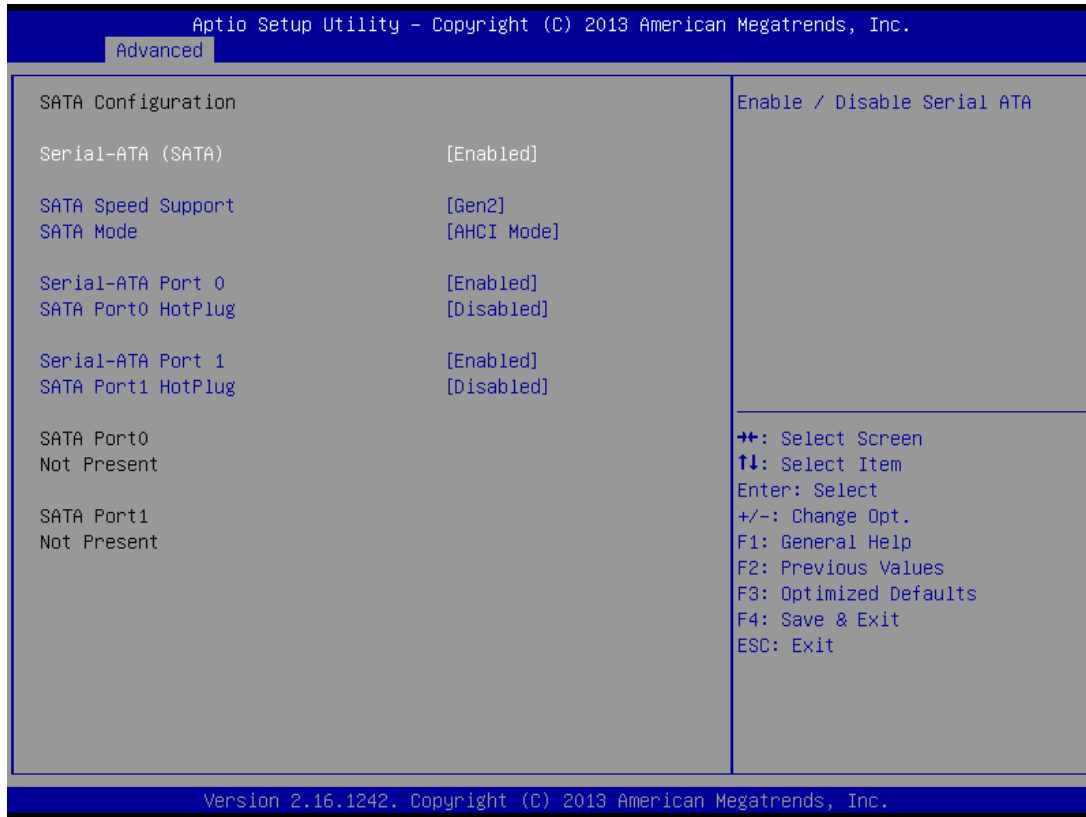 Aptio Setup Utility – Copyright (C) 2013 American Megatrends, Inc.
Advanced
SATA Configuration
Serial-ATA (SATA) [Enabled]
SATA Speed Support [Gen2]
SATA Mode [AHCI Mode]
Serial-ATA Port 0 [Enabled]
SATA Port0 HotPlug [Disabled]
Serial-ATA Port 1 [Enabled]
SATA Port1 HotPlug [Disabled]
SATA Port0
Not Present
SATA Port1
Not Present
Enable / Disable Serial ATA
→←: Select Screen
↑↓: Select Item
Enter: Select
+/-: Change Opt.
F1: General Help
F2: Previous Values
F3: Optimized Defaults
F4: Save & Exit
ESC: Exit
Version 2.16.1242. Copyright (C) 2013 American Megatrends, Inc.